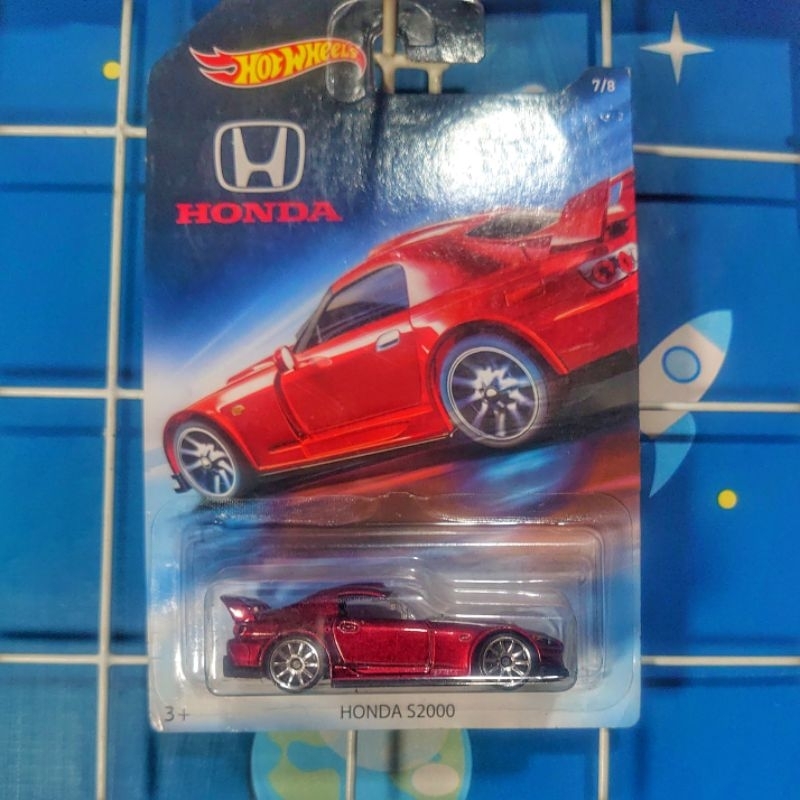 HOT WHEELS
7/8
HONDA
3+
HONDA S2000